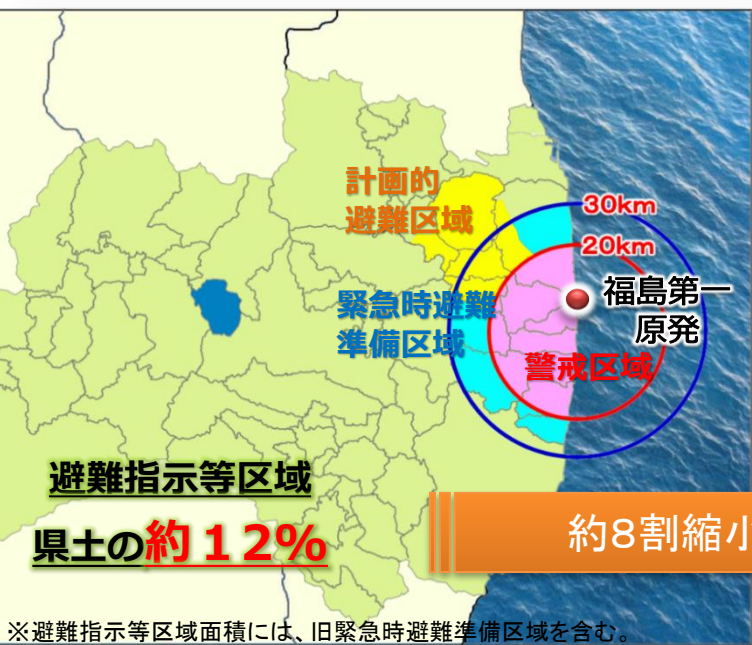 計画的
避難区域
30km
20km
緊急時避難
準備区域
福島第一
原発
警戒区域
避難指示等区域
県土の約１２%
約８割縮小
※避難指示等区域面積には、旧緊急時避難準備区域を含む。